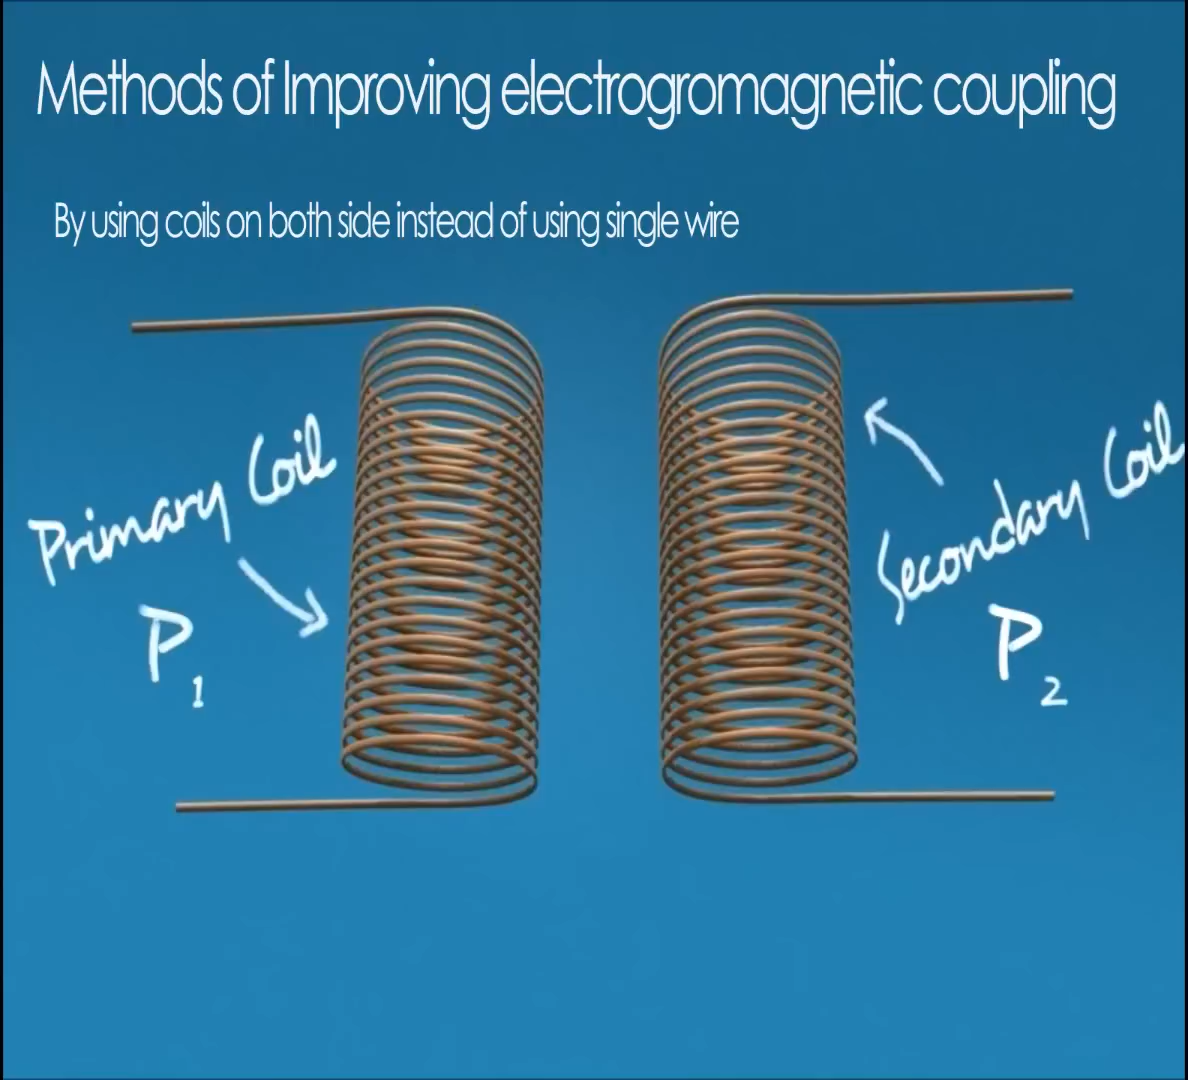 Methods of Improving electrogromagnetic coupling
By using coils on both side instead of using single wire
Primary Coil
P1
Secondary Coil
P2